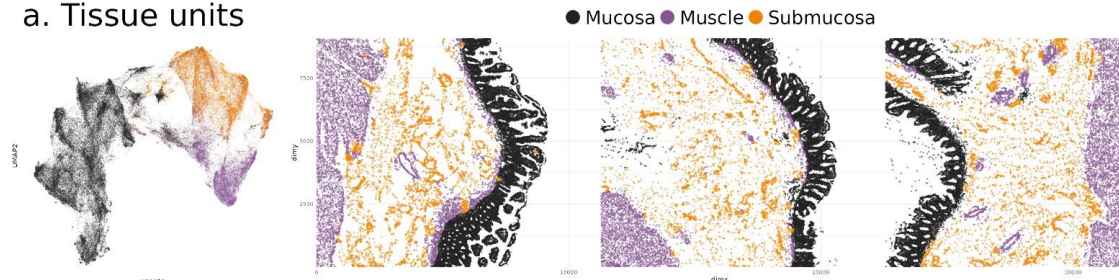 a. Tissue units
Mucosa Muscle Submucosa
UMAP2
dimy
7500
5000
2500
0 10000 20000 30000
dimx